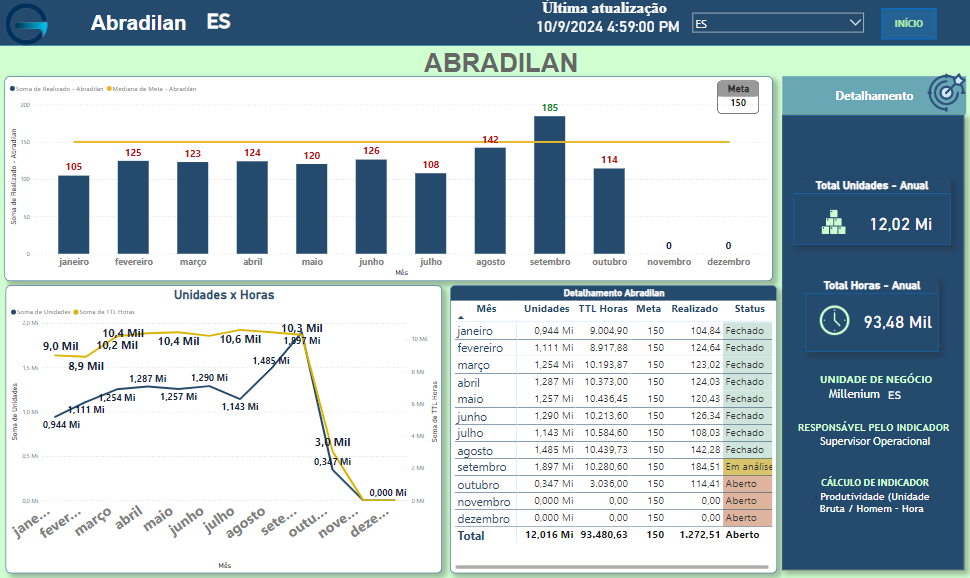 Abradilan ES
Última atualização
10/9/2024 4:59:00 PM
ES
INÍCIO
ABRADILAN
Soma de Realizado - Abradilan Mediana de Meta - Abradilan
Meta
150
Soma de Realizado - Abradilan
200
150
100
50
0
105
125
123
124
120
126
108
142
185
114
0
0
janeiro fevereiro março abril maio junho julho agosto setembro outubro novembro dezembro
Mês
Detalhamento
Total Unidades - Anual
12,02 Mi
Total Horas - Anual
93,48 Mil
UNIDADE DE NEGÓCIO
Millenium ES
RESPONSÁVEL PELO INDICADOR
Supervisor Operacional
CÁLCULO DE INDICADOR
Produtividade (Unidade
Bruta / Homem - Hora
Unidades x Horas
Soma de Unidades Soma de TTL Horas
Soma de Unidades
2,0 Mi
1,5 Mi
1,0 Mi
0,5 Mi
0,0 Mi
9,0 Mil
8,9 Mil
10,4 Mil
10,2 Mil
10,4 Mil
10,6 Mil
10,3 Mil
3,0 Mil
0,944 Mi
1,111 Mi
1,254 Mi
1,287 Mi
1,257 Mi
1,290 Mi
1,143 Mi
1,485 Mi
1,897 Mi
0,347 Mi
0,000 Mi
10 Mil
8 Mil
6 Mil
4 Mil
2 Mil
0 Mil
Soma de TTL Horas
jane... fever... março abril maio junho julho agosto sete... outu... nove... deze...
Mês
Detalhamento Abradilan
Mês Unidades TTL Horas Meta Realizado Status
janeiro 0,944 Mi 9.004,90 150 104,84 Fechado
fevereiro 1,111 Mi 8.917,88 150 124,64 Fechado
março 1,254 Mi 10.193,87 150 123,02 Fechado
abril 1,287 Mi 10.373,00 150 124,03 Fechado
maio 1,257 Mi 10.436,45 150 120,43 Fechado
junho 1,290 Mi 10.213,60 150 126,34 Fechado
julho 1,143 Mi 10.584,60 150 108,03 Fechado
agosto 1,485 Mi 10.439,73 150 142,28 Fechado
setembro 1,897 Mi 10.280,60 150 184,51 Em análise
outubro 0,347 Mi 3.036,00 150 114,41 Aberto
novembro 0,000 Mi 0,00 150 0,00 Aberto
dezembro 0,000 Mi 0,00 150 0,00 Aberto
Total 12,016 Mi 93.480,63 150 1.272,51 Aberto